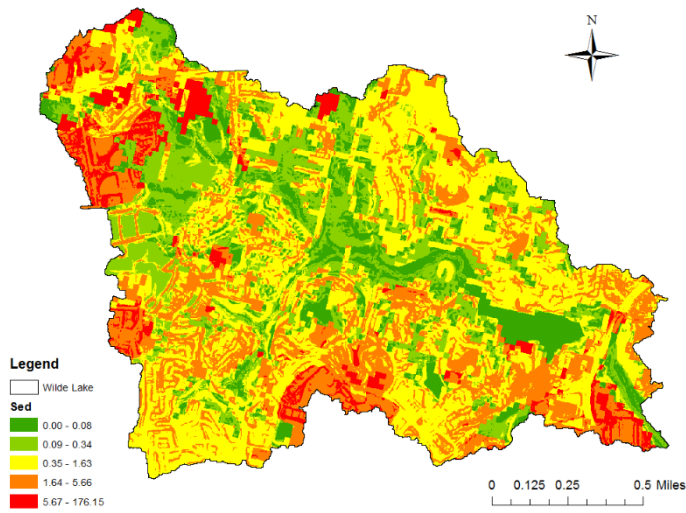 N
Legend
Wilde Lake
Sed
0.00 - 0.08
0.09 - 0.34
0.35 - 1.63
1.64 - 5.66
5.67 - 176.15
0 0.125 0.25 0.5 Miles